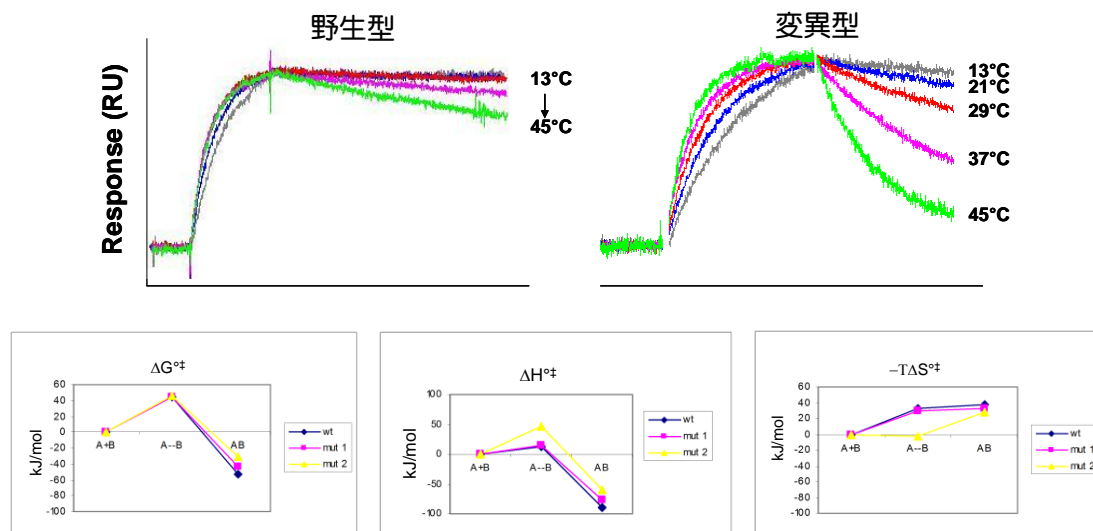 野生型
変異型
Response (RU)
13°C
45°C
13°C
21°C
29°C
37°C
45°C
ΔG°‡
60
40
20
0
-20
-40
-60
-80
-100
kJ/mol
A+B
A--B
AB
wt
mut 1
mut 2
ΔH°‡
100
50
0
-50
-100
kJ/mol
A+B
A--B
AB
wt
mut 1
mut 2
−TΔS°‡
60
40
20
0
-20
-40
-60
-80
-100
kJ/mol
A+B
A--B
AB
wt
mut 1
mut 2